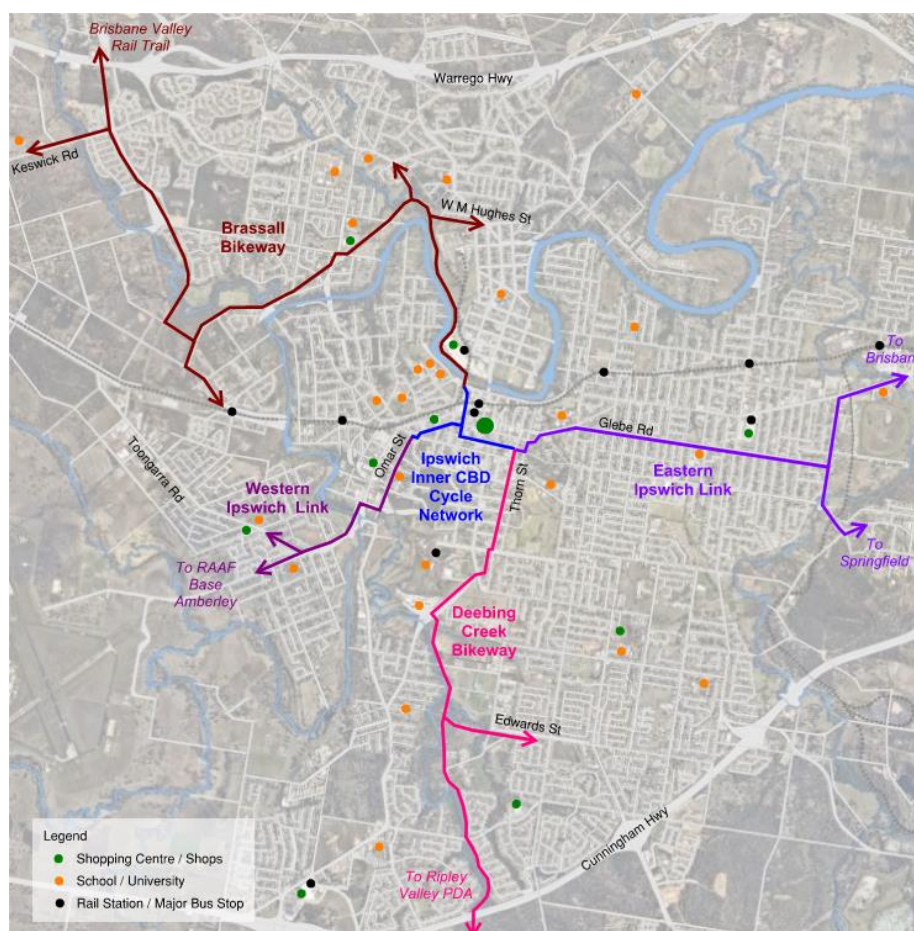 Brisbane Valley
Rail Trail
Warrego Hwy
Keswick Rd
W M Hughes St
Brassall
Bikeway
To
Brisbane
Glebe Rd
Omar St
Toongarra Rd
Ipswich
Inner CBD
Cycle
Network
Thorn St
Eastern
Ipswich Link
Western
Ipswich Link
To
Springfield
To RAAF
Base
Amberley
Deebing
Creek
Bikeway
Edwards St
Cunningham Hwy
To Ripley
Valley PDA
Legend
Shopping Centre / Shops
School / University
Rail Station / Major Bus Stop